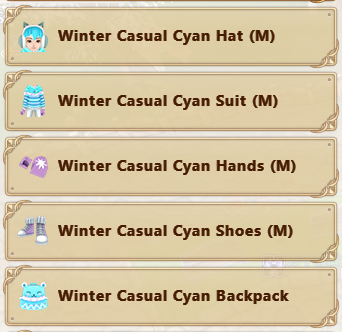 Winter Casual Cyan Hat (M)
Winter Casual Cyan Suit (M)
Winter Casual Cyan Hands (M)
Winter Casual Cyan Shoes (M)
Winter Casual Cyan Backpack